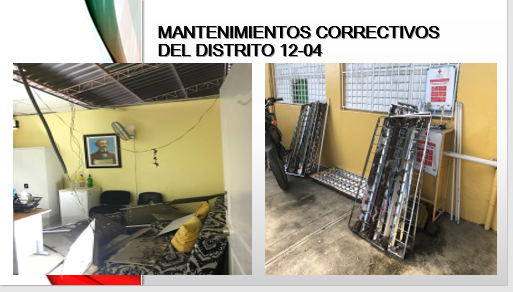 MANTENIMIENTOS CORRECTIVOS
DEL DISTRITO 12-04